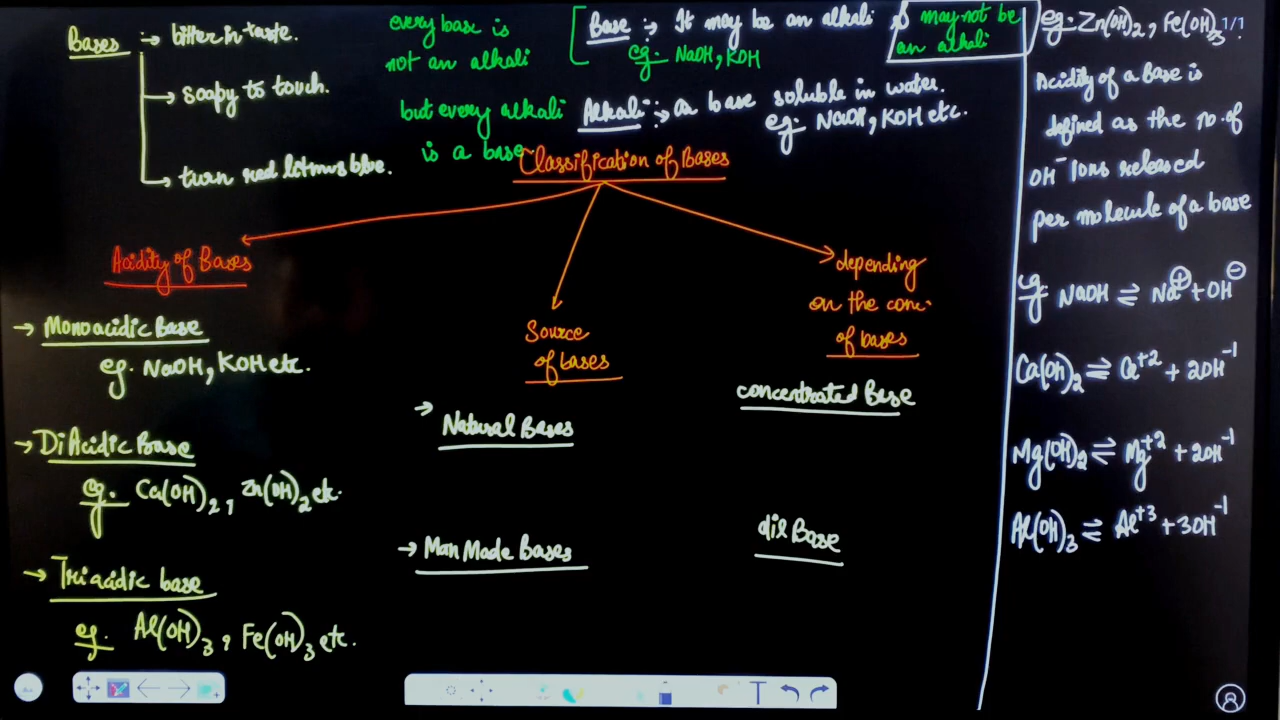 Bases → bitter in taste.
→ soapy to touch.
→ turn red litmus blue.
every base is
not an alkali
but every alkali
is a base
Base :→ It may be an alkali & may not be
an alkali
eg:- NaOH, KOH
Alkali :→ a base soluble in water.
eg:- NaOH, KOH etc.
eg:- Zn(OH)2, Fe(OH)3
1/1
Classification of Bases
Acidity of Bases
→ Monoacidic Base
eg. NaOH, KOH etc.
→ DiAcidic Base
eg. Ca(OH)2, Zn(OH)2 etc.
→ Triacidic base
eg. Al(OH)3, Fe(OH)3 etc.
Source
of bases
→ Natural Bases
→ Man Made Bases
depending
on the conc.
of bases
concentrated Base
dil Base
Acidity of a Base is
defined as the no. of
OH⁻ Ions released
per molecule of a base
eg. NaOH ⇌ Na⊕ + OH⊖
Ca(OH)2 ⇌ Ca+2 + 2OH-1
Mg(OH)2 ⇌ Mg+2 + 2OH-1
Al(OH)3 ⇌ Al+3 + 3OH-1
T